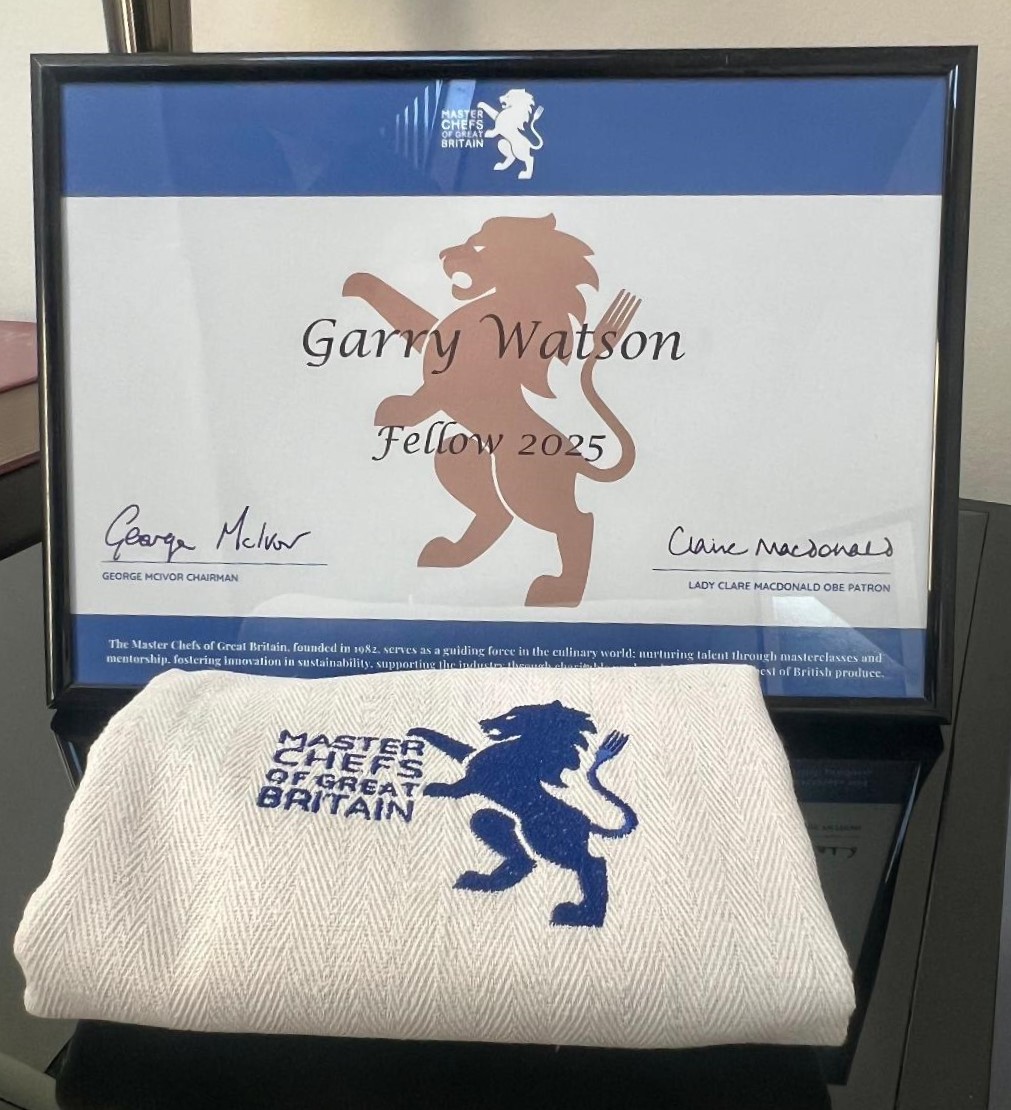 MASTER
CHEFS
OF GREAT
BRITAIN
Garry Watson
Fellow 2025
George McIvor
Claire Macdonald
GEORGE MCIVOR CHAIRMAN
LADY CLARE MACDONALD OBE PATRON
The Master Chefs of Great Britain, founded in 1982, serves as a guiding force in the culinary world; nurturing talent through masterclasses and
mentorship, fostering innovation in sustainability, supporting the industry through of British produce.
MASTER
CHEFS
OF GREAT
BRITAIN